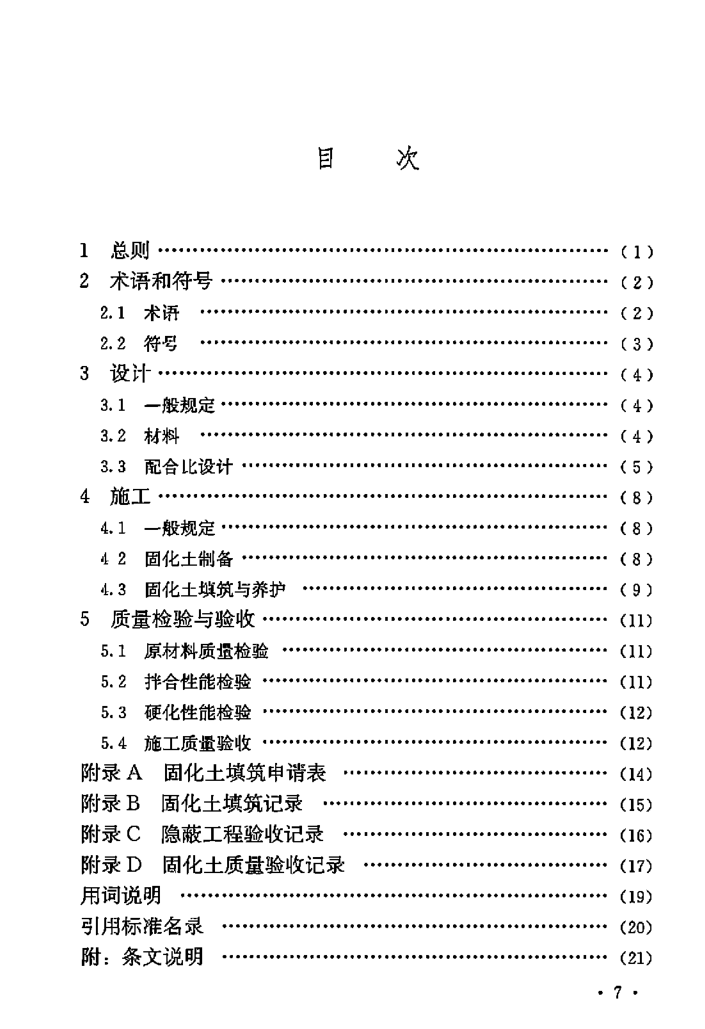 目 次
1 总则 ………………………………………………………… (1)
2 术语和符号 ………………………………………………… (2)
2.1 术语 …………………………………………………… (2)
2.2 符号 …………………………………………………… (3)
3 设计 ………………………………………………………… (4)
3.1 一般规定 ……………………………………………… (4)
3.2 材料 …………………………………………………… (4)
3.3 配合比设计 …………………………………………… (5)
4 施工 ………………………………………………………… (8)
4.1 一般规定 ……………………………………………… (8)
4 2 固化土制备 …………………………………………… (8)
4.3 固化土填筑与养护 …………………………………… (9)
5 质量检验与验收 …………………………………………… (11)
5.1 原材料质量检验 ……………………………………… (11)
5.2 拌合性能检验 ………………………………………… (11)
5.3 硬化性能检验 ………………………………………… (12)
5.4 施工质量验收 ………………………………………… (12)
附录 A 固化土填筑申请表 ………………………………… (14)
附录 B 固化土填筑记录 …………………………………… (15)
附录 C 隐蔽工程验收记录 ………………………………… (16)
附录 D 固化土质量验收记录 ……………………………… (17)
用词说明 ……………………………………………………… (19)
引用标准名录 ………………………………………………… (20)
附：条文说明 ………………………………………………… (21)
· 7 ·